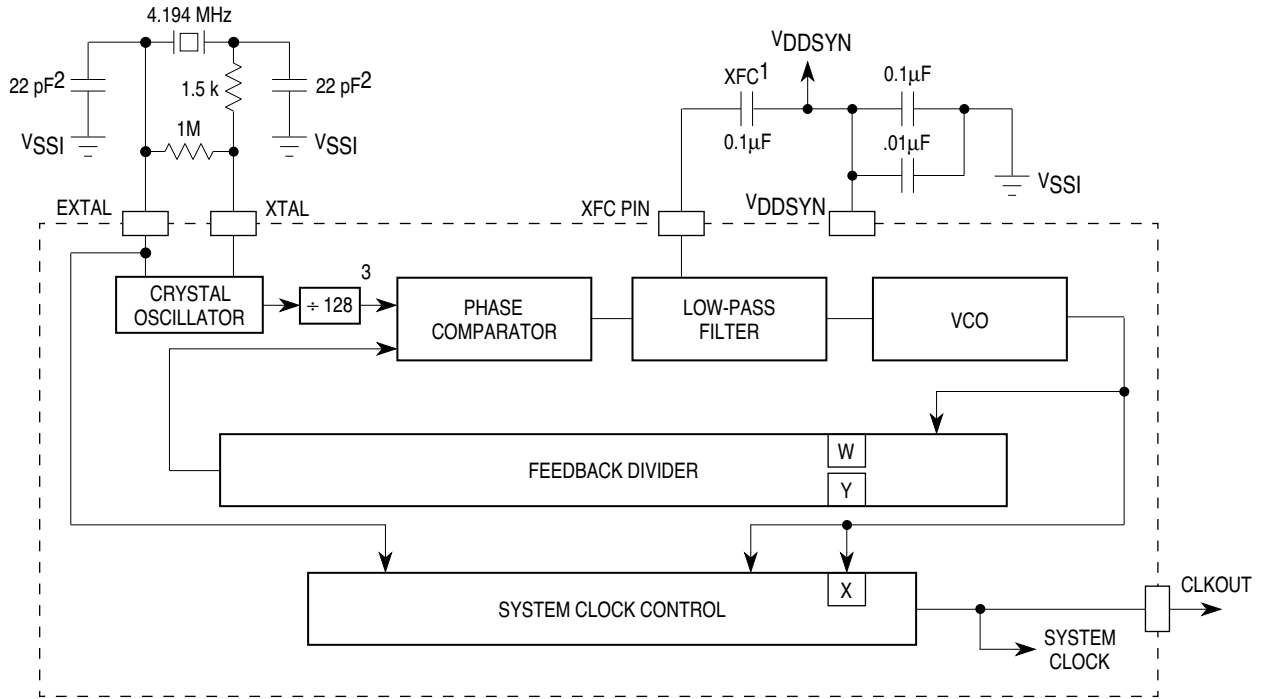 4.194 MHz
22 pF2
1.5 k
22 pF2
VSSI
1M
VSSI
VDDSYN
XFC1
0.1µF
0.1µF
.01µF
VSSI
EXTAL
XTAL
XFC PIN
VDDSYN
CRYSTAL
OSCILLATOR
÷ 128
3
PHASE
COMPARATOR
LOW-PASS
FILTER
VCO
FEEDBACK DIVIDER
W
Y
SYSTEM CLOCK CONTROL
X
CLKOUT
SYSTEM
CLOCK